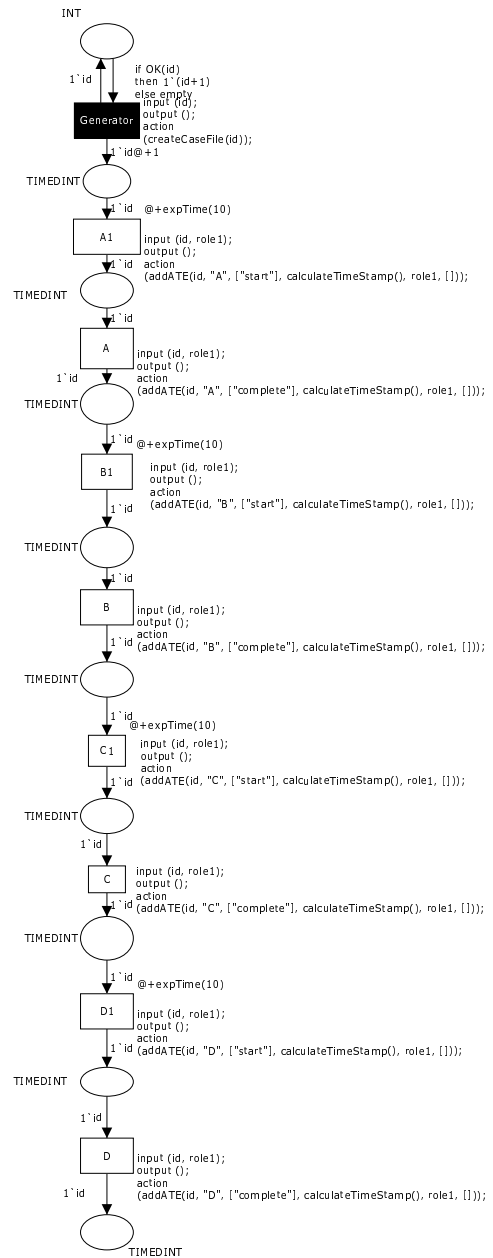 INT
if OK(id)
1`id
then 1`(id+1)
else empty
input (id);
output ();
Generator
action
(createCaseFile(id));
1`id@+1
TIMEDINT
1`id
@+expTime(10)
A1
input (id, role1);
output ();
action
1`id
(addATE(id, "A", ["start"], calculateTimeStamp(), role1, []));
TIMEDINT
1`id
A
input (id, role1);
output ();
action
1`id
(addATE(id, "A", ["complete"], calculateTimeStamp(), role1, []));
TIMEDINT
1`id
@+expTime(10)
B1
input (id, role1);
output ();
action
(addATE(id, "B", ["start"], calculateTimeStamp(), role1, []));
1`id
TIMEDINT
1`id
B
input (id, role1);
output ();
action
1`id
(addATE(id, "B", ["complete"], calculateTimeStamp(), role1, []));
TIMEDINT
1`id
@+expTime(10)
C1
input (id, role1);
output ();
action
(addATE(id, "C", ["start"], calculateTimeStamp(), role1, []));
1`id
TIMEDINT
1`id
C
input (id, role1);
output ();
action
1`id
(addATE(id, "C", ["complete"], calculateTimeStamp(), role1, []));
TIMEDINT
1`id
@+expTime(10)
D1
input (id, role1);
output ();
action
1`id
(addATE(id, "D", ["start"], calculateTimeStamp(), role1, []));
TIMEDINT
1`id
D
input (id, role1);
output ();
action
1`id
(addATE(id, "D", ["complete"], calculateTimeStamp(), role1, []));
TIMEDINT